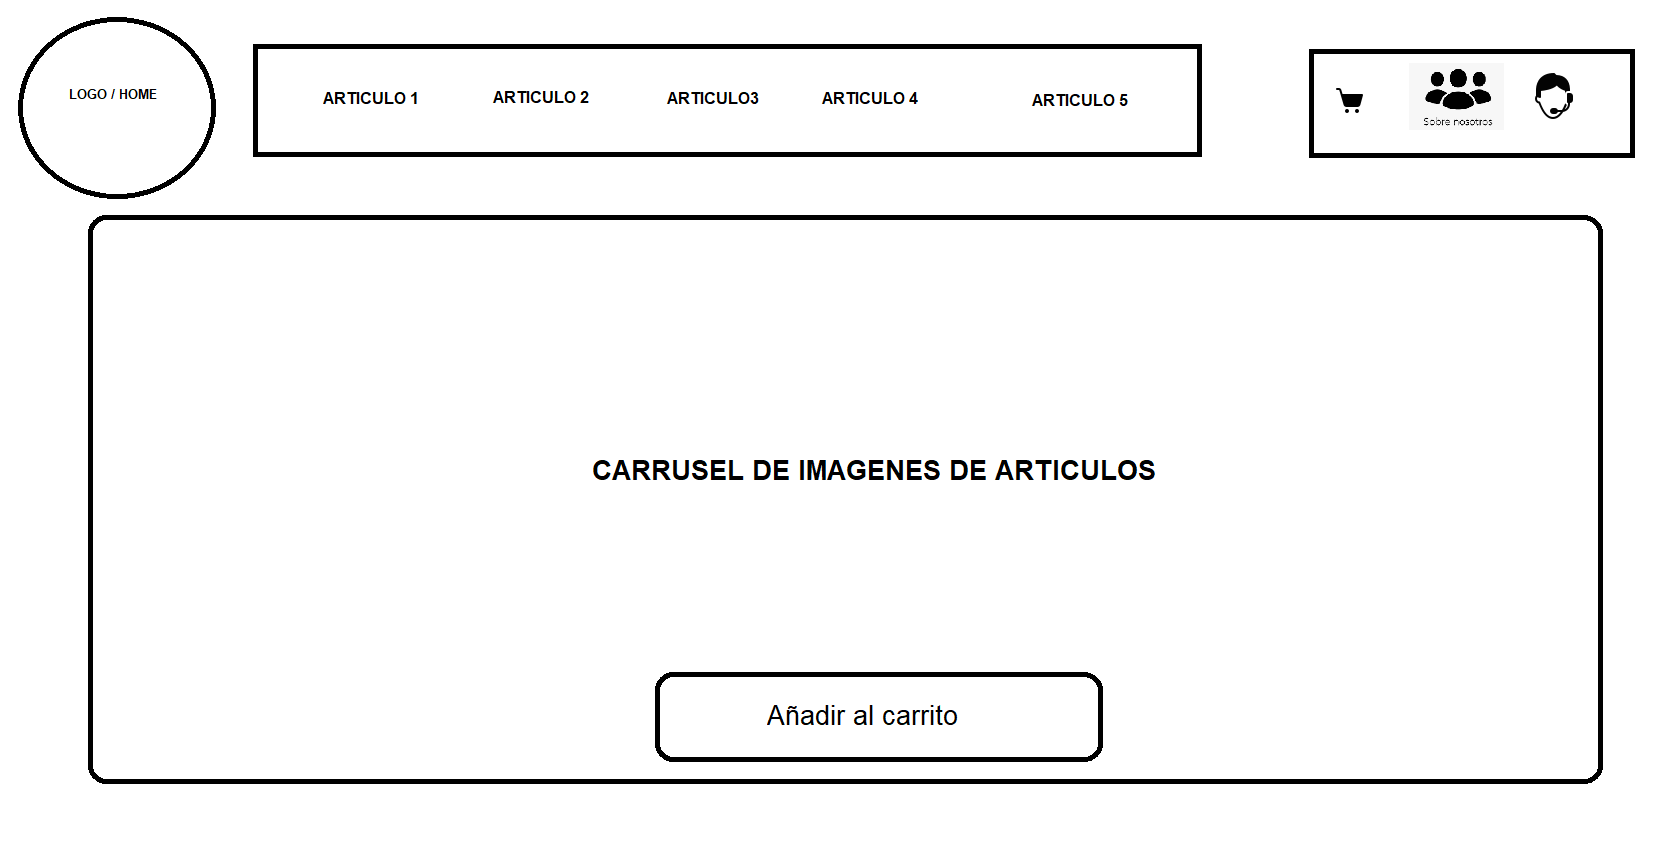 LOGO / HOME
ARTICULO 1
ARTICULO 2
ARTICULO3
ARTICULO 4
ARTICULO 5
Sobre nosotros
CARRUSEL DE IMAGENES DE ARTICULOS
Añadir al carrito